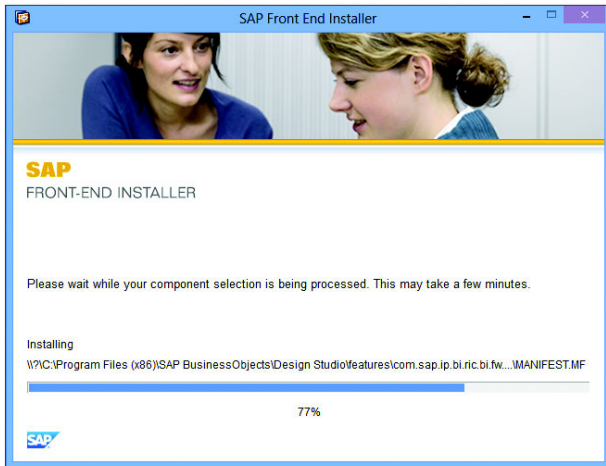 SAP Front End Installer
SAP
FRONT-END INSTALLER
Please wait while your component selection is being processed. This may take a few minutes.
Installing
\\?\C:\Program Files (x86)\SAP BusinessObjects\Design Studio\features\com.sap.ip.bi.ric.bi.fw....\MANIFEST.MF
77%
SAP